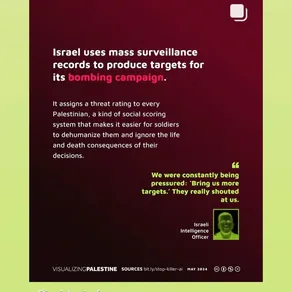 Israel uses mass surveillance
records to produce targets for
its bombing campaign.
It assigns a threat rating to every
Palestinian, a kind of social scoring
system that makes it easier for soldiers
to dehumanize them and ignore the life
and death consequences of their
decisions.
“
We were constantly being
pressured: 'Bring us more
targets.' They really shouted
at us.
Israeli
Intelligence
Officer
VISUALIZINGPALESTINE SOURCES bit.ly/stop-killer-ai MAY 2024